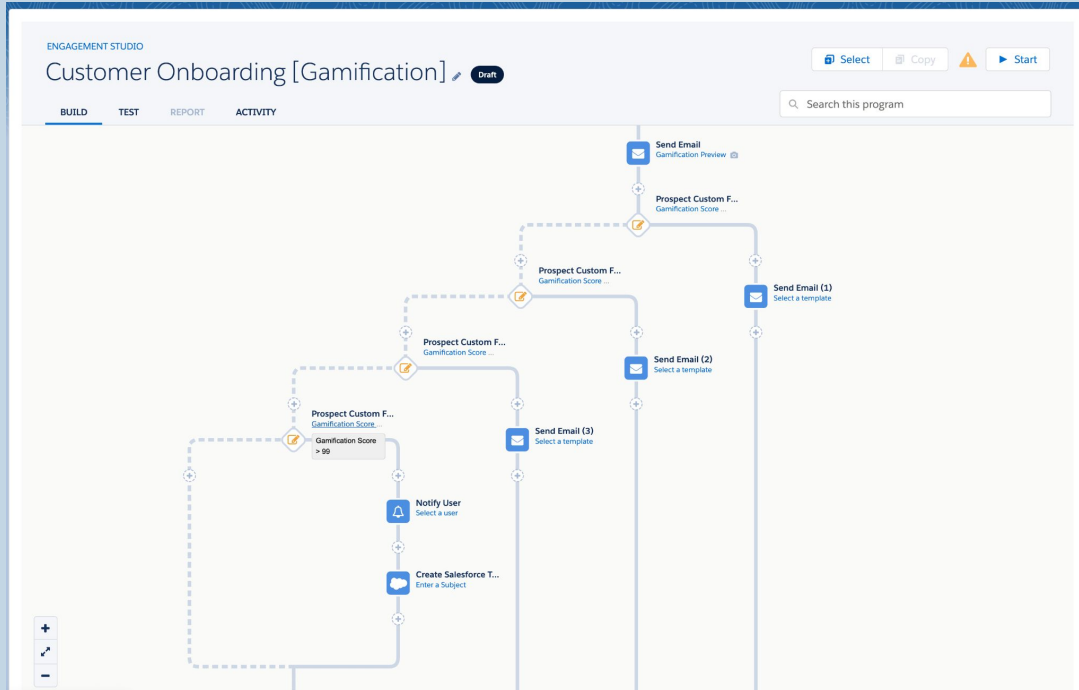 ENGAGEMENT STUDIO
Customer Onboarding [Gamification]
Draft
Select
Copy
Start
BUILD
TEST
REPORT
ACTIVITY
Search this program
Send Email
Gamification Preview
Prospect Custom F...
Gamification Score ...
Prospect Custom F...
Gamification Score ...
Send Email (1)
Select a template
Prospect Custom F...
Gamification Score ...
Send Email (2)
Select a template
Prospect Custom F...
Gamification Score ...
Gamification Score
> 99
Send Email (3)
Select a template
Notify User
Select a user
Create Salesforce T...
Enter a Subject